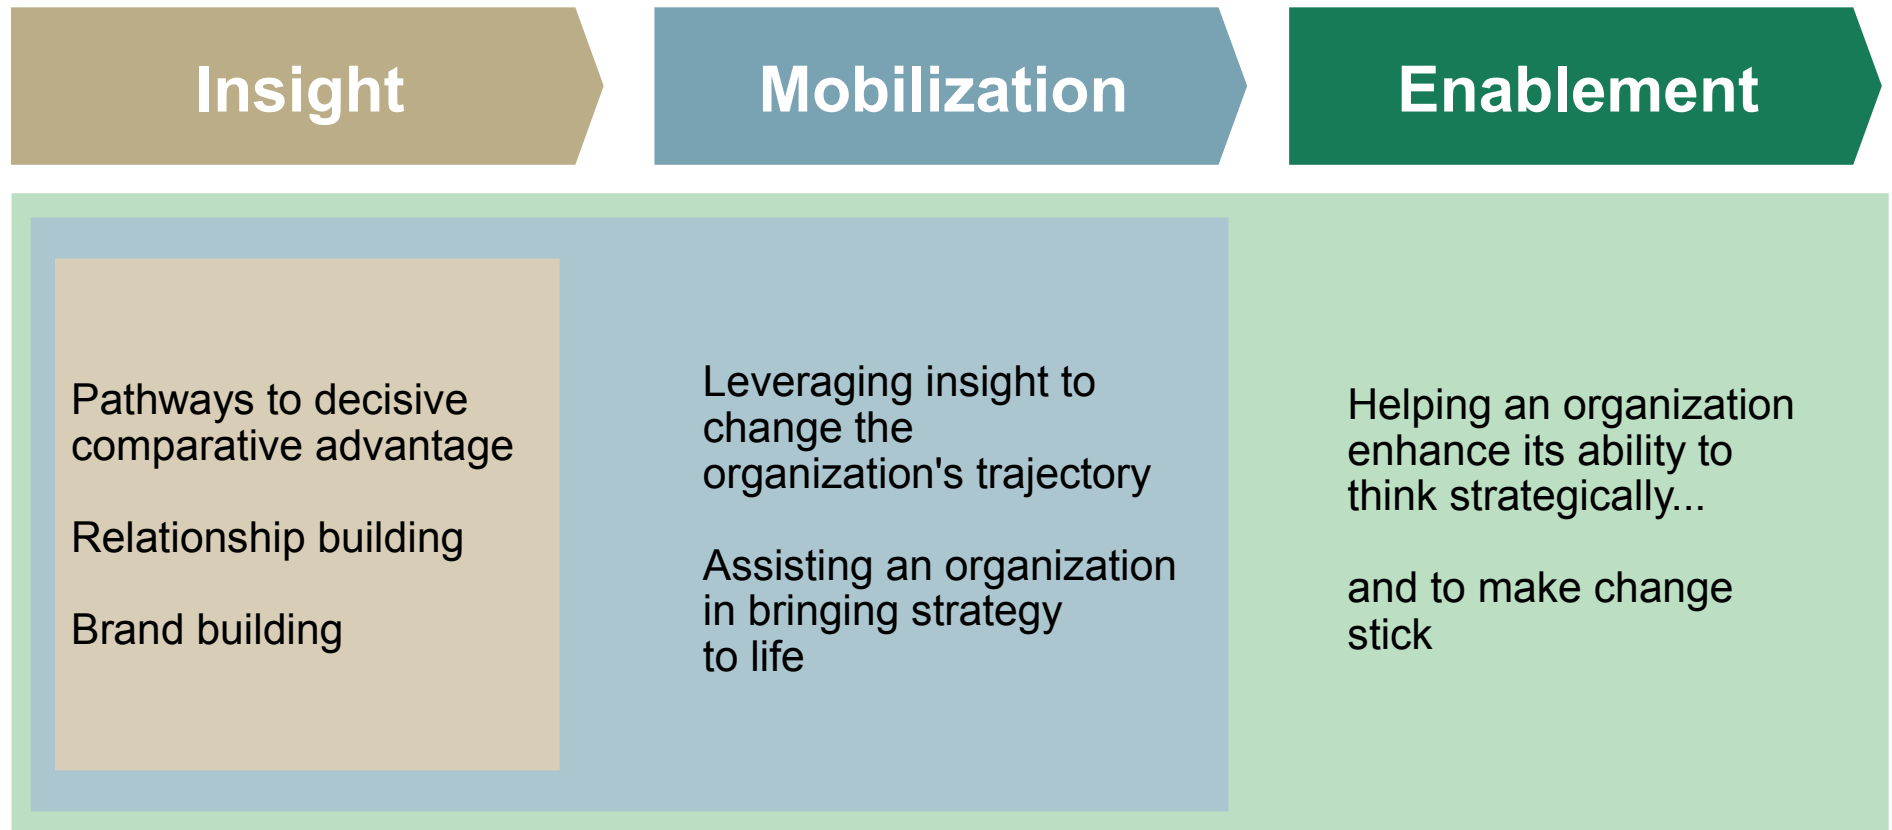 Insight
Mobilization
Enablement
Pathways to decisive
comparative advantage
Relationship building
Brand building
Leveraging insight to
change the
organization's trajectory
Assisting an organization
in bringing strategy
to life
Helping an organization
enhance its ability to
think strategically...
and to make change
stick